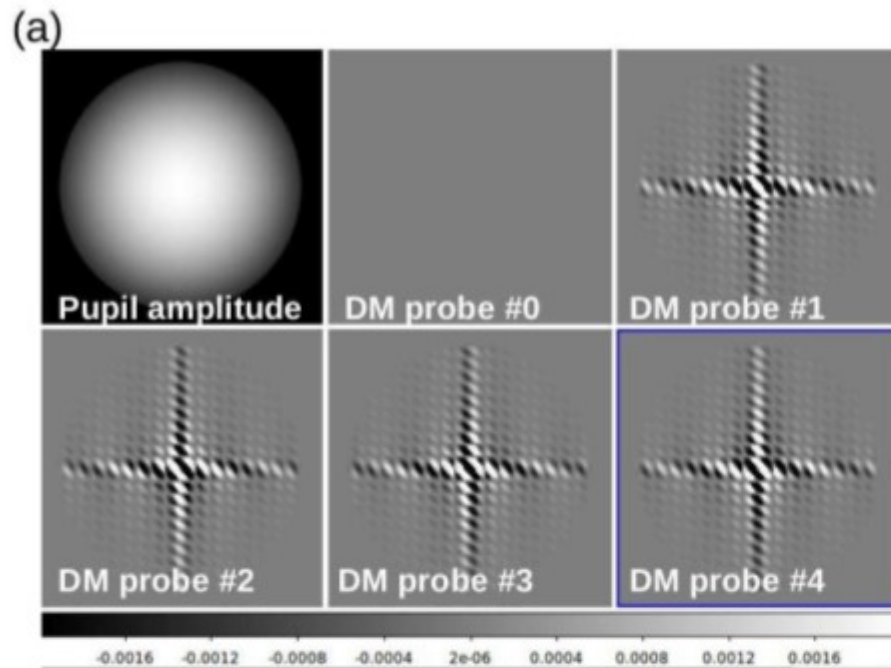 (a)
Pupil amplitude DM probe #0 DM probe #1
DM probe #2 DM probe #3 DM probe #4
-0.0016 -0.0012 -0.0008 -0.0004 2e-06 0.0004 0.0008 0.0012 0.0016